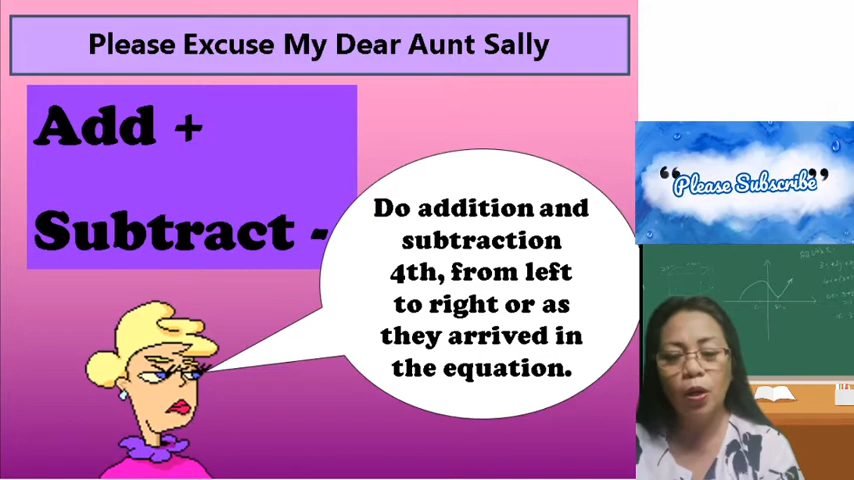 Please Excuse My Dear Aunt Sally
Add +
Subtract -
Do addition and
subtraction
4th, from left
to right or as
they arrived in
the equation.
“Please Subscribe”